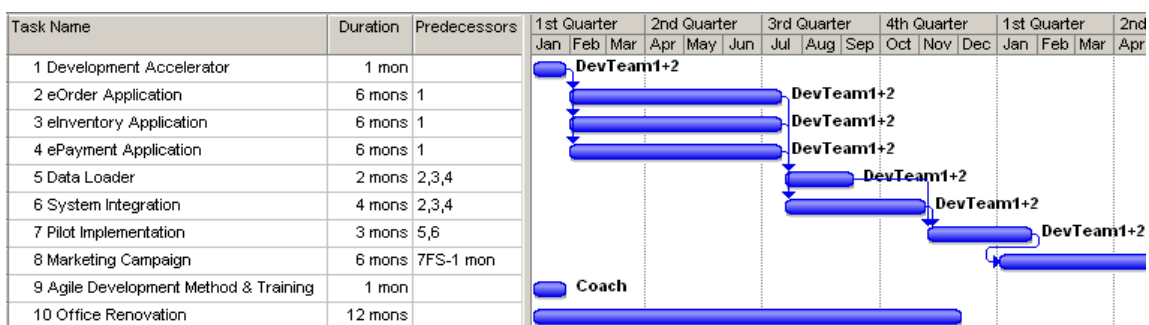 Task Name Duration Predecessors 1st Quarter 2nd Quarter 3rd Quarter 4th Quarter 1st Quarter 2nd
Jan Feb Mar Apr May Jun Jul Aug Sep Oct Nov Dec Jan Feb Mar Apr
1 Development Accelerator 1 mon DevTeam1+2
2 eOrder Application 6 mons 1 DevTeam1+2
3 eInventory Application 6 mons 1 DevTeam1+2
4 ePayment Application 6 mons 1 DevTeam1+2
5 Data Loader 2 mons 2,3,4 DevTeam1+2
6 System Integration 4 mons 2,3,4 DevTeam1+2
7 Pilot Implementation 3 mons 5,6 DevTeam1+2
8 Marketing Campaign 6 mons 7FS-1 mon
9 Agile Development Method & Training 1 mon Coach
10 Office Renovation 12 mons